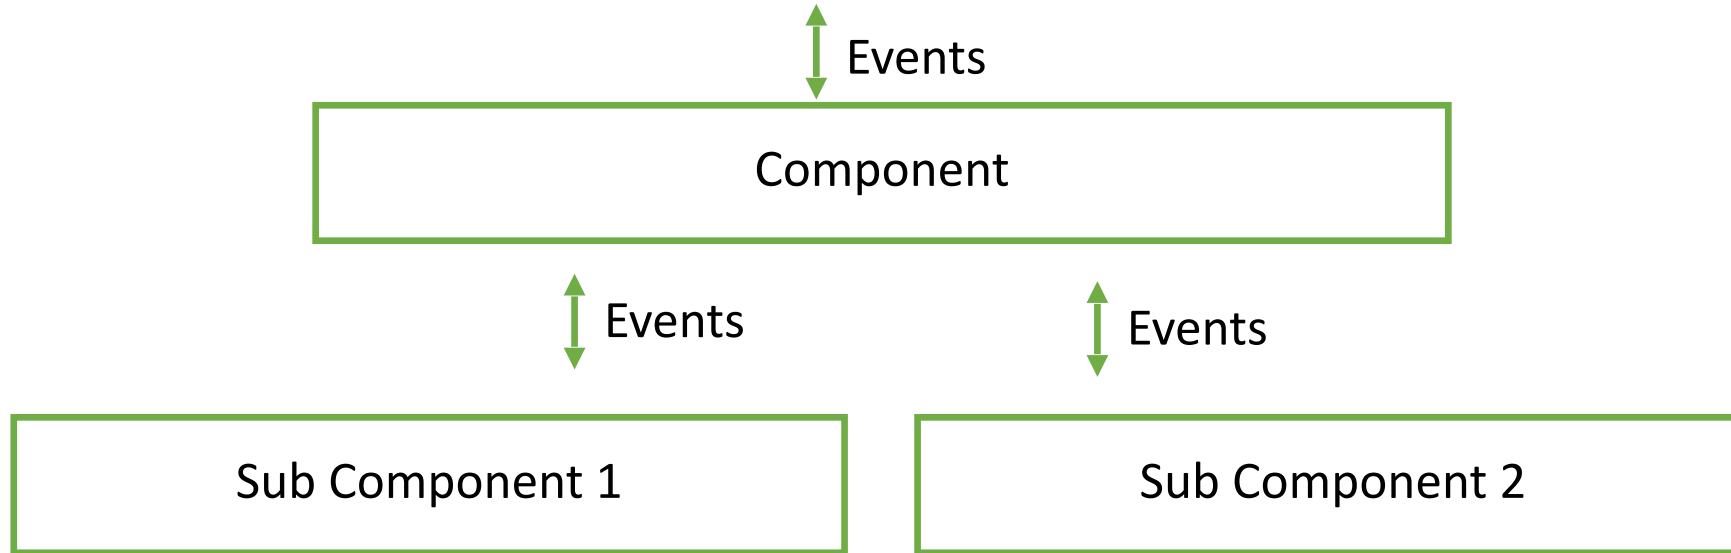 Events
Component
Events
Events
Sub Component 1
Sub Component 2